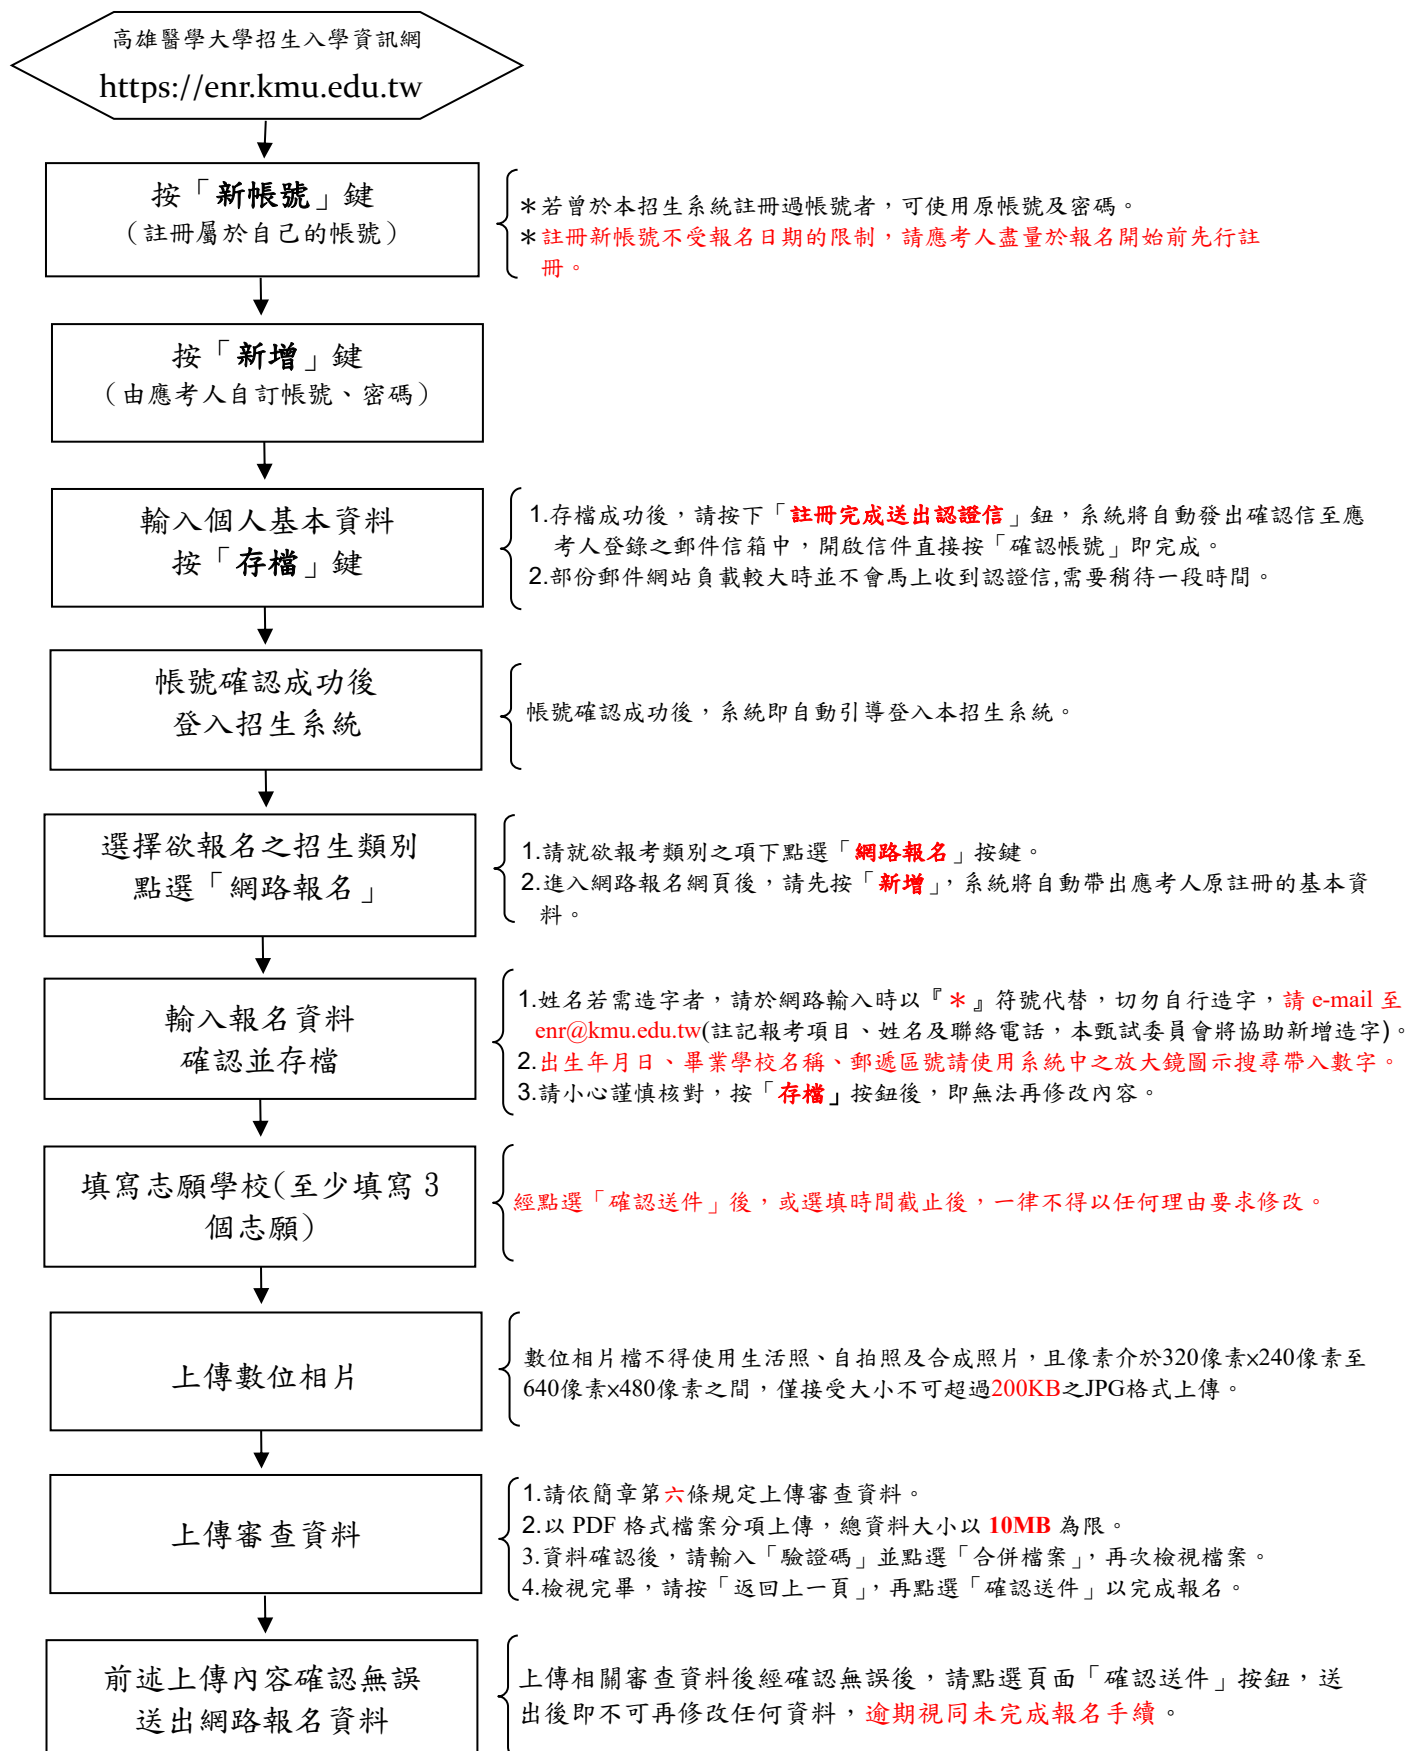 高雄醫學大學招生入學資訊網
https://enr.kmu.edu.tw
按「新帳號」鍵
（註冊屬於自己的帳號）
＊若曾於本招生系統註冊過帳號者，可使用原帳號及密碼。
＊註冊新帳號不受報名日期的限制，請應考人盡量於報名開始前先行註
冊。
按「新增」鍵
（由應考人自訂帳號、密碼）
輸入個人基本資料
按「存檔」鍵
1.存檔成功後，請按下「註冊完成送出認證信」鈕，系統將自動發出確認信至應
考人登錄之郵件信箱中，開啟信件直接按「確認帳號」即完成。
2.部份郵件網站負載較大時並不會馬上收到認證信,需要稍待一段時間。
帳號確認成功後
登入招生系統
帳號確認成功後，系統即自動引導登入本招生系統。
選擇欲報名之招生類別
點選「網路報名」
1.請就欲報考類別之項下點選「網路報名」按鍵。
2.進入網路報名網頁後，請先按「新增」，系統將自動帶出應考人原註冊的基本資
料。
輸入報名資料
確認並存檔
1.姓名若需造字者，請於網路輸入時以『＊』符號代替，切勿自行造字，請 e-mail 至
enr@kmu.edu.tw(註記報考項目、姓名及聯絡電話，本甄試委員會將協助新增造字)。
2.出生年月日、畢業學校名稱、郵遞區號請使用系統中之放大鏡圖示搜尋帶入數字。
3.請小心謹慎核對，按「存檔」按鈕後，即無法再修改內容。
填寫志願學校(至少填寫 3
個志願)
經點選「確認送件」後，或選填時間截止後，一律不得以任何理由要求修改。
上傳數位相片
數位相片檔不得使用生活照、自拍照及合成照片，且像素介於320像素×240像素至
640像素×480像素之間，僅接受大小不可超過200KB之JPG格式上傳。
上傳審查資料
1.請依簡章第六條規定上傳審查資料。
2.以 PDF 格式檔案分項上傳，總資料大小以 10MB 為限。
3.資料確認後，請輸入「驗證碼」並點選「合併檔案」，再次檢視檔案。
4.檢視完畢，請按「返回上一頁」，再點選「確認送件」以完成報名。
前述上傳內容確認無誤
送出網路報名資料
上傳相關審查資料後經確認無誤後，請點選頁面「確認送件」按鈕，送
出後即不可再修改任何資料，逾期視同未完成報名手續。